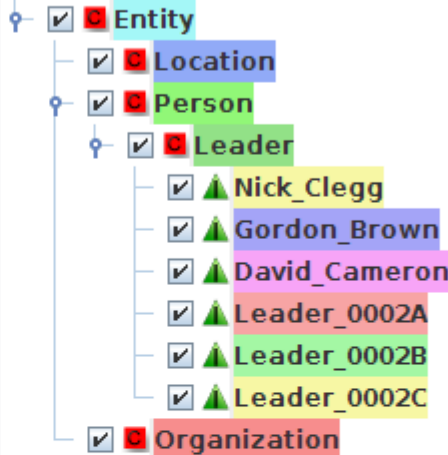 C Entity
C Location
C Person
C Leader
Nick_Clegg
Gordon_Brown
David_Cameron
Leader_0002A
Leader_0002B
Leader_0002C
C Organization